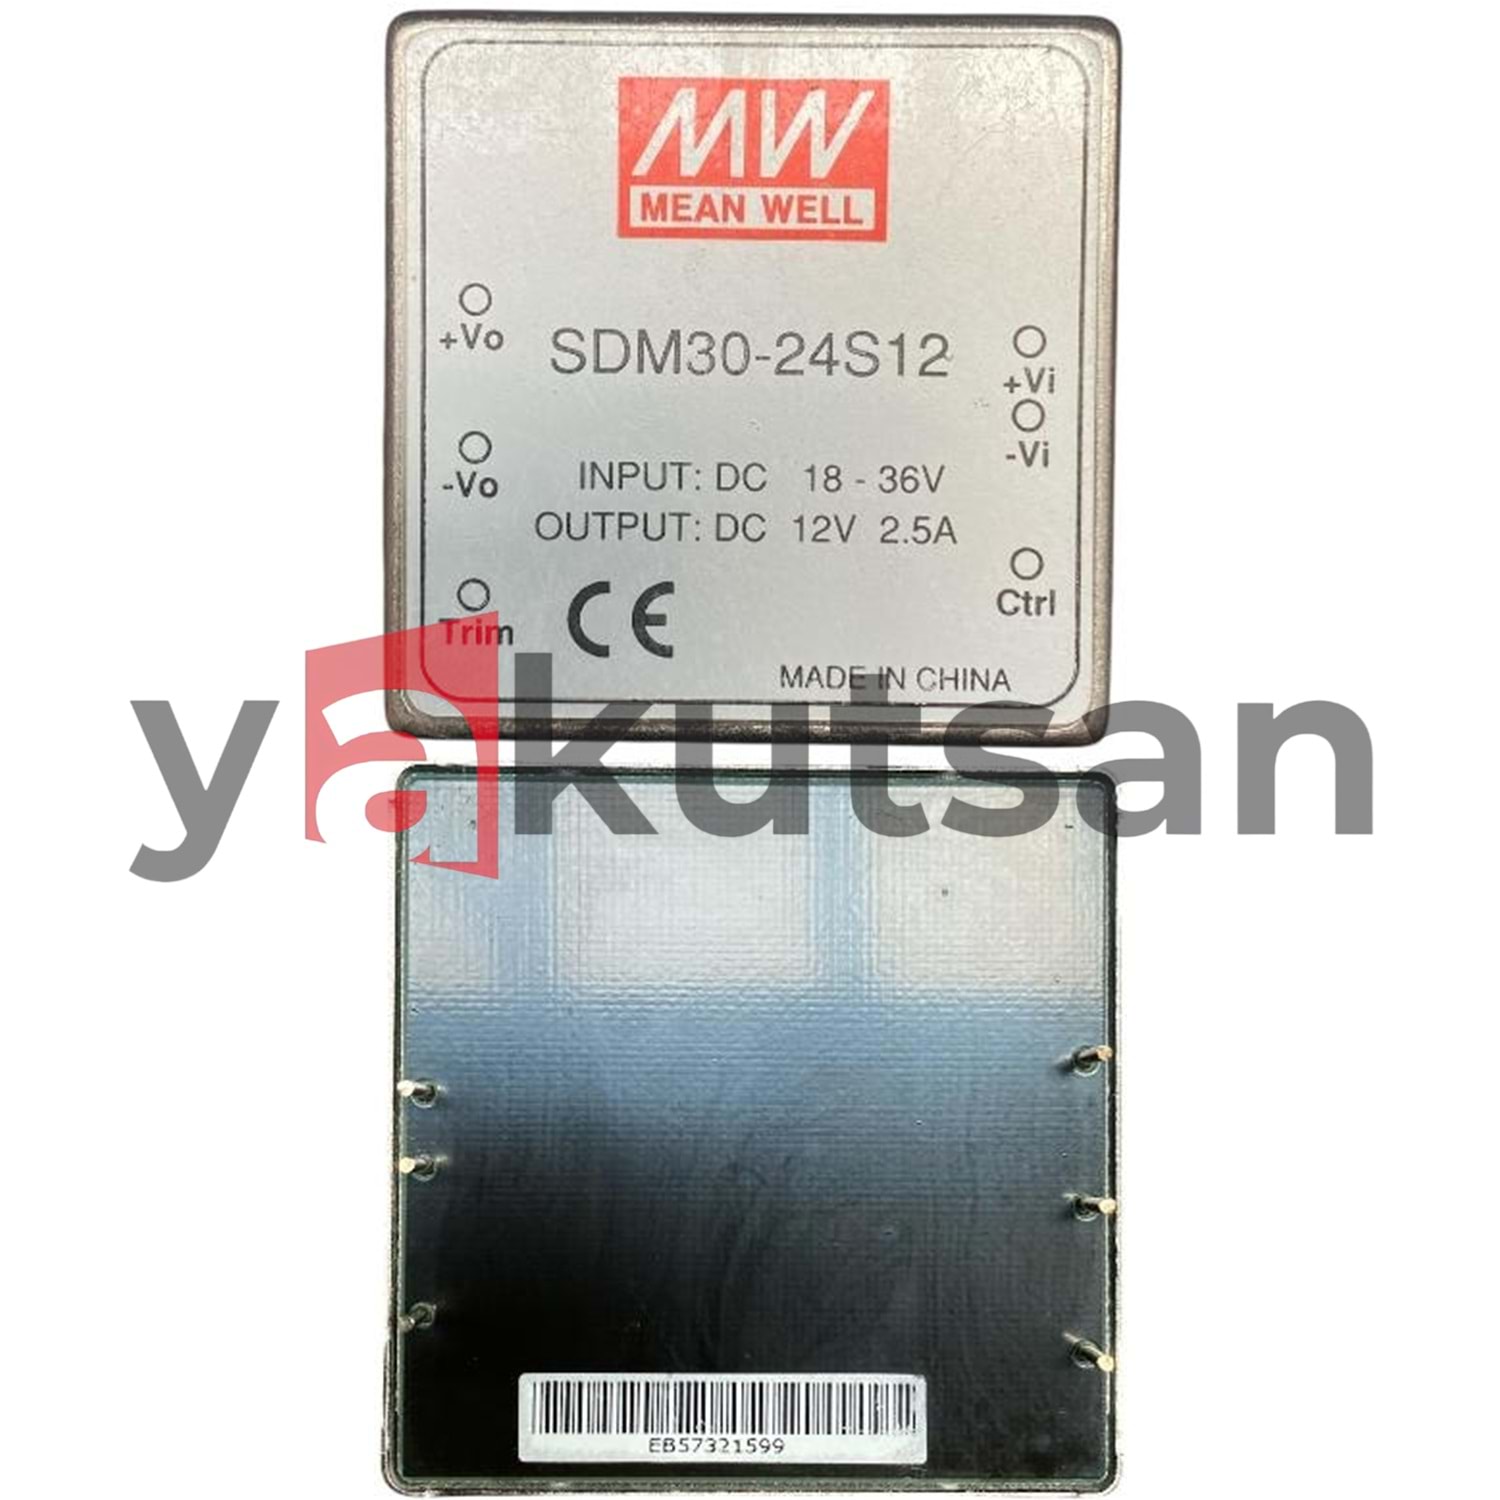 MW
MEAN WELL
+Vo
SDM30-24S12
+Vi
-Vi
-Vo
INPUT: DC 18 - 36V
OUTPUT: DC 12V 2.5A
Ctrl
Trim
CE
MADE IN CHINA
yakutsan
EB57321599